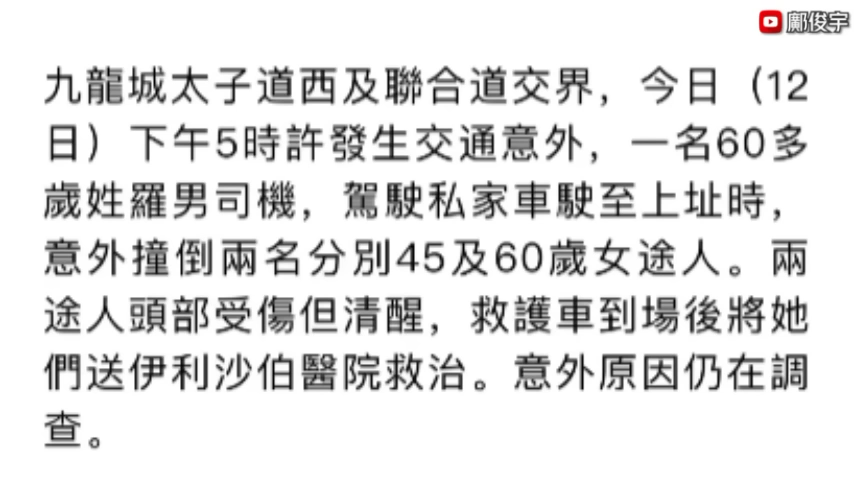 鄺俊宇
九龍城太子道西及聯合道交界，今日（12
日）下午5時許發生交通意外，一名60多
歲姓羅男司機，駕駛私家車駛至上址時，
意外撞倒兩名分別45及60歲女途人。兩
途人頭部受傷但清醒，救護車到場後將她
們送伊利沙伯醫院救治。意外原因仍在調
查。